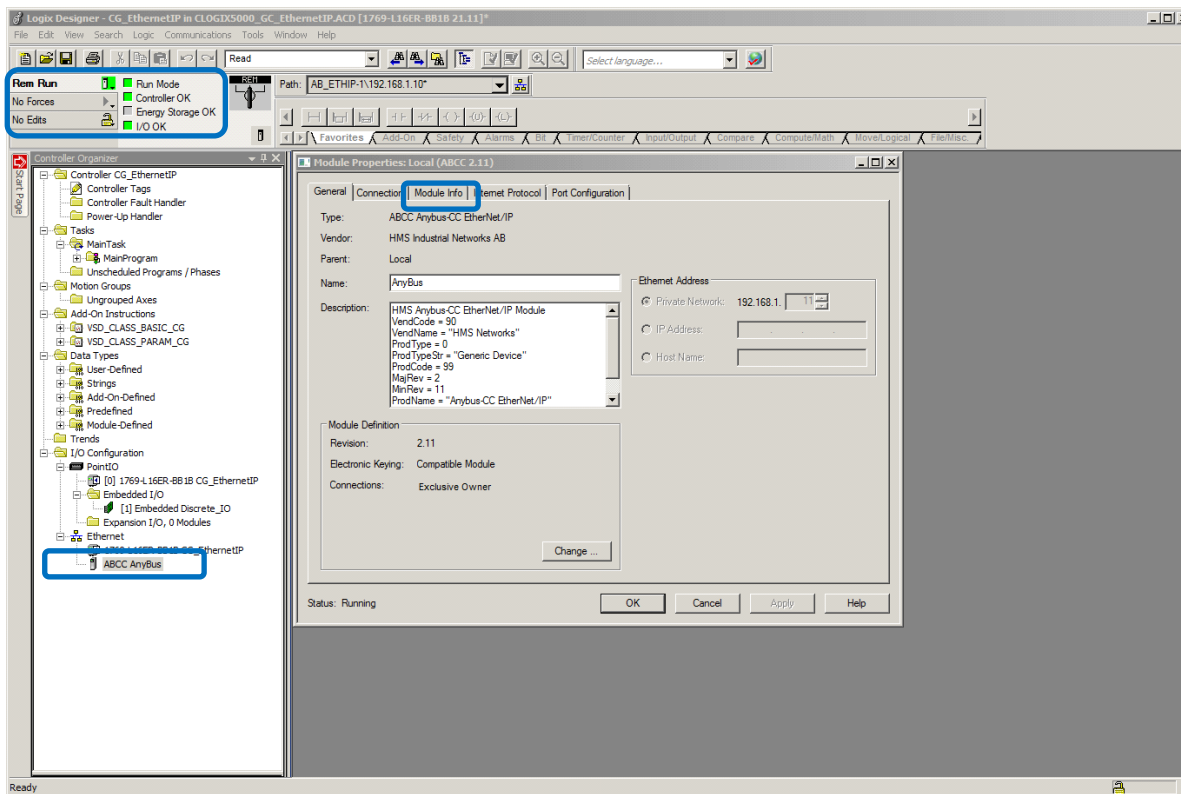 Logix Designer - CG_EthernetIP in CLOGIX5000_GC_EthernetIP.ACD [1769-L16ER-BB1B 21.11]*
File Edit View Search Logic Communications Tools Window Help
Read
Select language...
Rem Run
Run Mode
REM
Path: AB_ETHIP-1\192.168.1.10*
No Forces
Controller OK
Energy Storage OK
No Edits
I/O OK
Favorites Add-On Safety Alarms Bit Timer/Counter Input/Output Compare Compute/Math Move/Logical File/Misc.
Start Page
Controller Organizer
Controller CG_EthernetIP
Controller Tags
Controller Fault Handler
Power-Up Handler
Tasks
MainTask
MainProgram
Unscheduled Programs / Phases
Motion Groups
Ungrouped Axes
Add-On Instructions
VSD_CLASS_BASIC_CG
VSD_CLASS_PARAM_CG
Data Types
User-Defined
Strings
Add-On-Defined
Predefined
Module-Defined
Trends
I/O Configuration
PointIO
[0] 1769-L16ER-BB1B CG_EthernetIP
Embedded I/O
[1] Embedded Discrete_IO
Expansion I/O, 0 Modules
Ethernet
1769-L16ER-BB1B CG_EthernetIP
ABCC AnyBus
Module Properties: Local (ABCC 2.11)
General Connection Module Info Internet Protocol Port Configuration
Type: ABCC Anybus-CC EtherNet/IP
Vendor: HMS Industrial Networks AB
Parent: Local
Name: AnyBus
Description: HMS Anybus-CC EtherNet/IP Module
VendCode = 90
VendName = "HMS Networks"
ProdType = 0
ProdTypeStr = "Generic Device"
ProdCode = 99
MajRev = 2
MinRev = 11
ProdName = "Anybus-CC EtherNet/IP"
Ethernet Address
Private Network: 192.168.1. 11
IP Address:
Host Name:
Module Definition
Revision: 2.11
Electronic Keying: Compatible Module
Connections: Exclusive Owner
Change ...
Status: Running
OK Cancel Apply Help
Ready